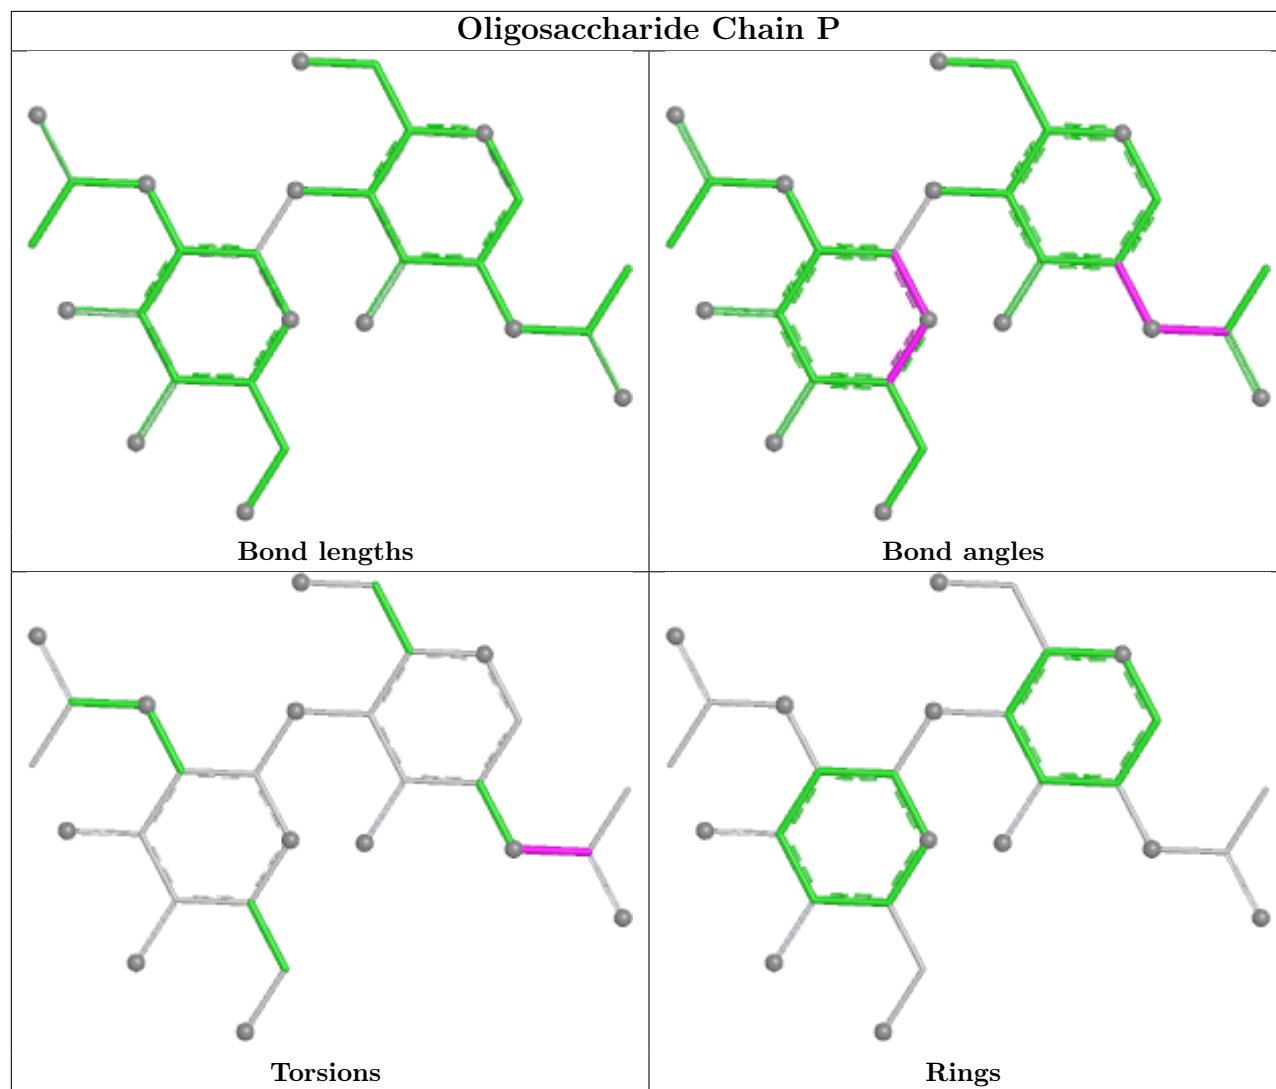 Oligosaccharide Chain P
Bond lengths
Bond angles
Torsions
Rings